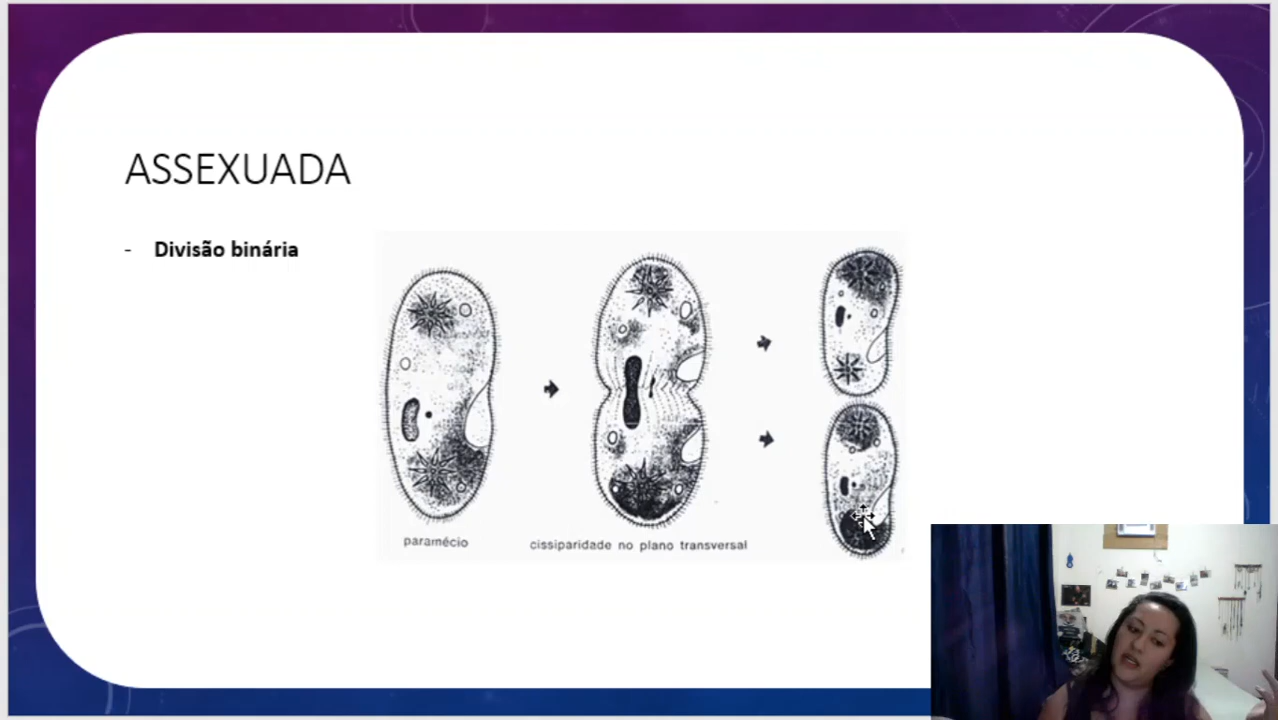 ASSEXUADA
- Divisão binária
paramécio
cissiparidade no plano transversal